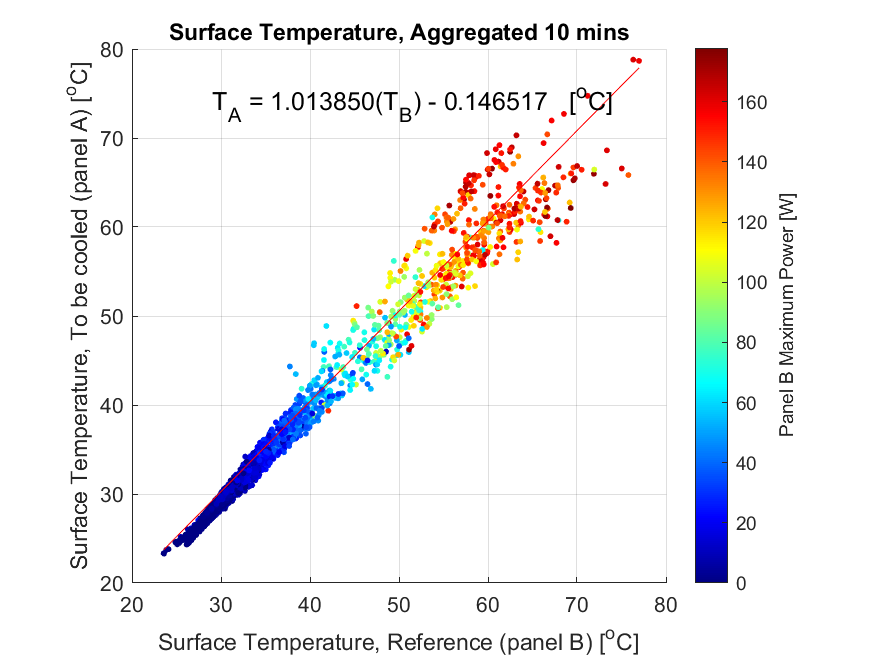 Surface Temperature, Aggregated 10 mins
T_A = 1.013850(T_B) - 0.146517 [°C]
Surface Temperature, To be cooled (panel A) [°C]
80
70
60
50
40
30
20
20 30 40 50 60 70 80
Surface Temperature, Reference (panel B) [°C]
160
140
120
100
80
60
40
20
0
Panel B Maximum Power [W]